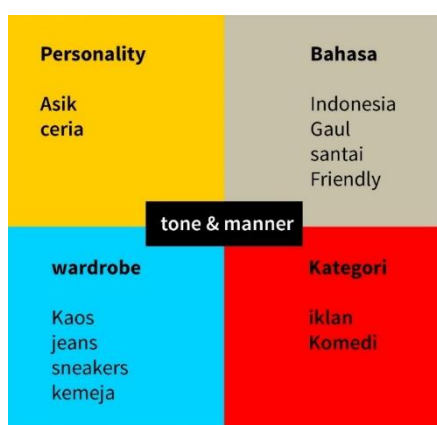 Personality
Asik
ceria
Bahasa
Indonesia
Gaul
santai
Friendly
tone & manner
wardrobe
Kaos
jeans
sneakers
kemeja
Kategori
iklan
Komedi